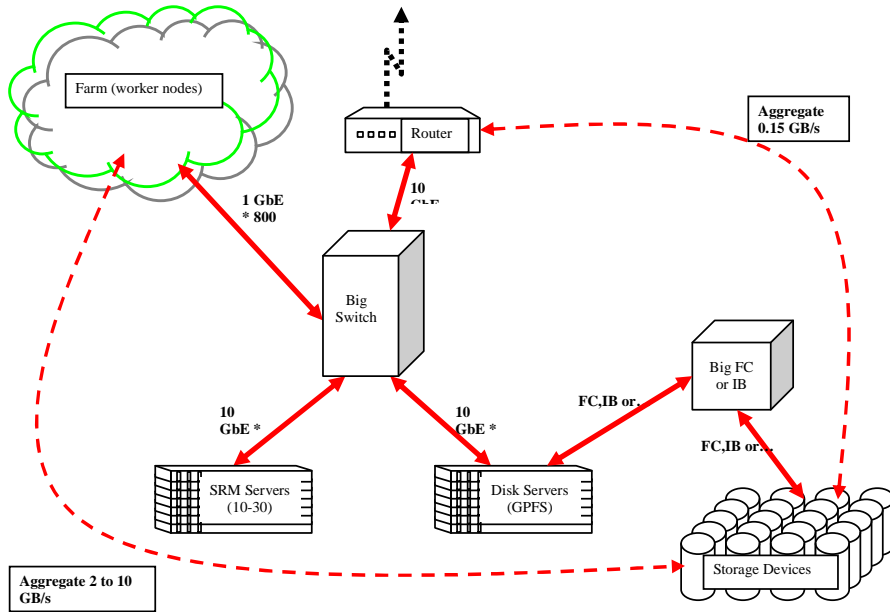 Farm (worker nodes)
Router
Aggregate
0.15 GB/s
10
GbE
1 GbE
* 800
Big
Switch
Big FC
or IB
10
GbE *
10
GbE *
FC,IB or..
FC,IB or...
SRM Servers
(10-30)
Disk Servers
(GPFS)
Storage Devices
Aggregate 2 to 10
GB/s